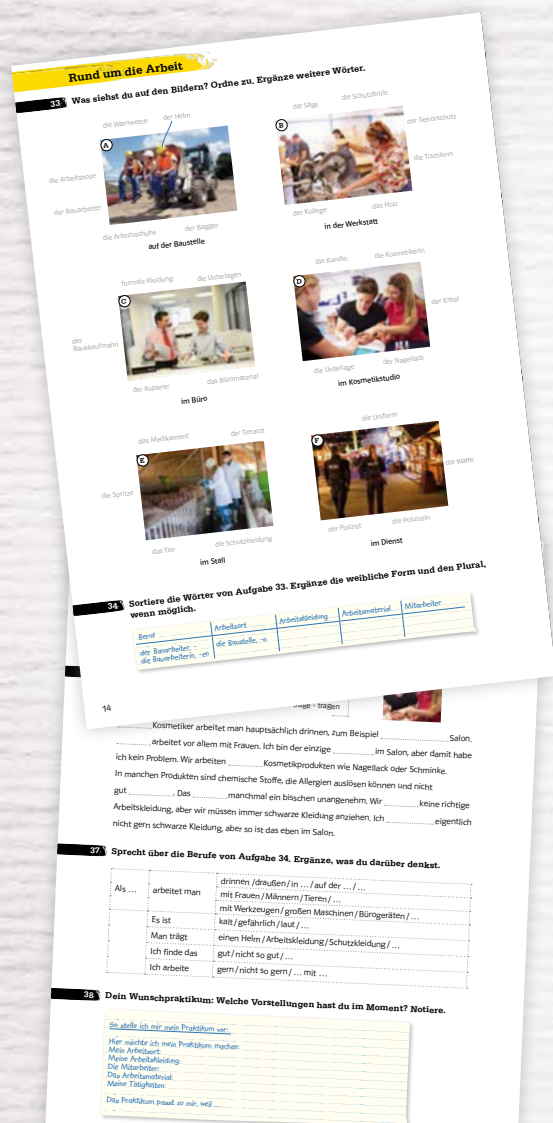 Rund um die Arbeit
33 Was siehst du auf den Bildern? Ordne zu. Ergänze weitere Wörter.
die Warnweste der Helm
A
die Arbeitshose
der Bauarbeiter
die Arbeitsschuhe der Bagger
auf der Baustelle
die Säge die Schutzbrille
B
der Gehörschutz
die Tischlerin
der Kollege das Holz
in der Werkstatt
formale Kleidung die Unterlagen
C
der
Bankkaufmann
der Kopierer das Büromaterial
im Büro
die Kundin die Kosmetikerin
D
der Kittel
die Unterlage der Nagellack
im Kosmetikstudio
das Medikament der Tierarzt
E
die Spritze
das Tier die Schutzkleidung
im Stall
die Uniform
F
die Waffe
der Polizist die Polizistin
im Dienst
34 Sortiere die Wörter von Aufgabe 33. Ergänze die weibliche Form und den Plural,
wenn möglich.
Beruf Arbeitsort Arbeitskleidung Arbeitsmaterial Mitarbeiter
der Bauarbeiter, - die Baustelle, -n
die Bauarbeiterin, -en
14
tragen
Kosmetiker arbeitet man hauptsächlich drinnen, zum Beispiel Salon.
arbeitet vor allem mit Frauen. Ich bin der einzige im Salon, aber damit habe
ich kein Problem. Wir arbeiten Kosmetikprodukten wie Nagellack oder Schminke.
In manchen Produkten sind chemische Stoffe, die Allergien auslösen können und nicht
gut . Das manchmal ein bisschen unangenehm. Wir keine richtige
Arbeitskleidung, aber wir müssen immer schwarze Kleidung anziehen. Ich eigentlich
nicht gern schwarze Kleidung, aber so ist das eben im Salon.
37 Sprecht über die Berufe von Aufgabe 34. Ergänze, was du darüber denkst.
Als ... arbeitet man
drinnen / draußen / in ... / auf der ... / ...
mit Frauen / Männern / Tieren / ...
mit Werkzeugen / großen Maschinen / Bürogeräten / ...
Es ist kalt / gefährlich / laut / ...
Man trägt einen Helm / Arbeitskleidung / Schutzkleidung / ...
Ich finde das gut / nicht so gut / ...
Ich arbeite gern / nicht so gern / ... mit ...
38 Dein Wunschpraktikum: Welche Vorstellungen hast du im Moment? Notiere.
So stelle ich mir mein Praktikum vor:
Hier möchte ich mein Praktikum machen:
Mein Arbeitsort:
Meine Arbeitskleidung:
Die Mitarbeiter:
Das Arbeitsmaterial:
Meine Tätigkeiten:
Das Praktikum passt zu mir, weil ...